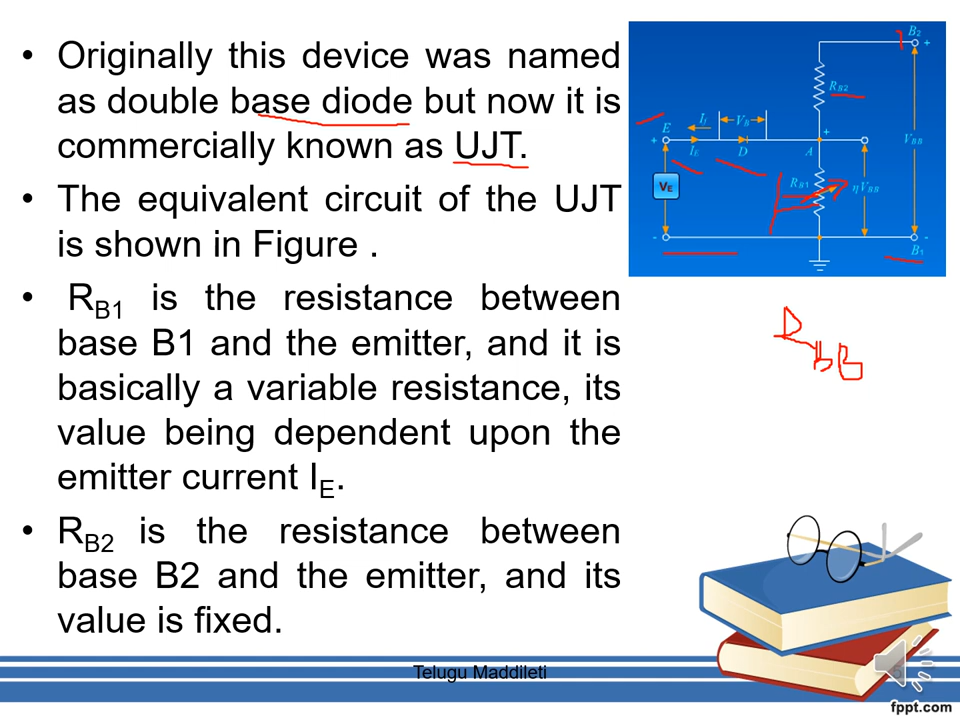 • Originally this device was named
as double base diode but now it is
commercially known as UJT.
• The equivalent circuit of the UJT
is shown in Figure .
• RB1 is the resistance between
base B1 and the emitter, and it is
basically a variable resistance, its
value being dependent upon the
emitter current IE.
• RB2 is the resistance between
base B2 and the emitter, and its
value is fixed.
B2
+
RB2
E
IE
VB
VBB
+
+
IE
D
A
VE
RB1
ηVBB
-
-
B1
Telugu Maddileti
fppt.com